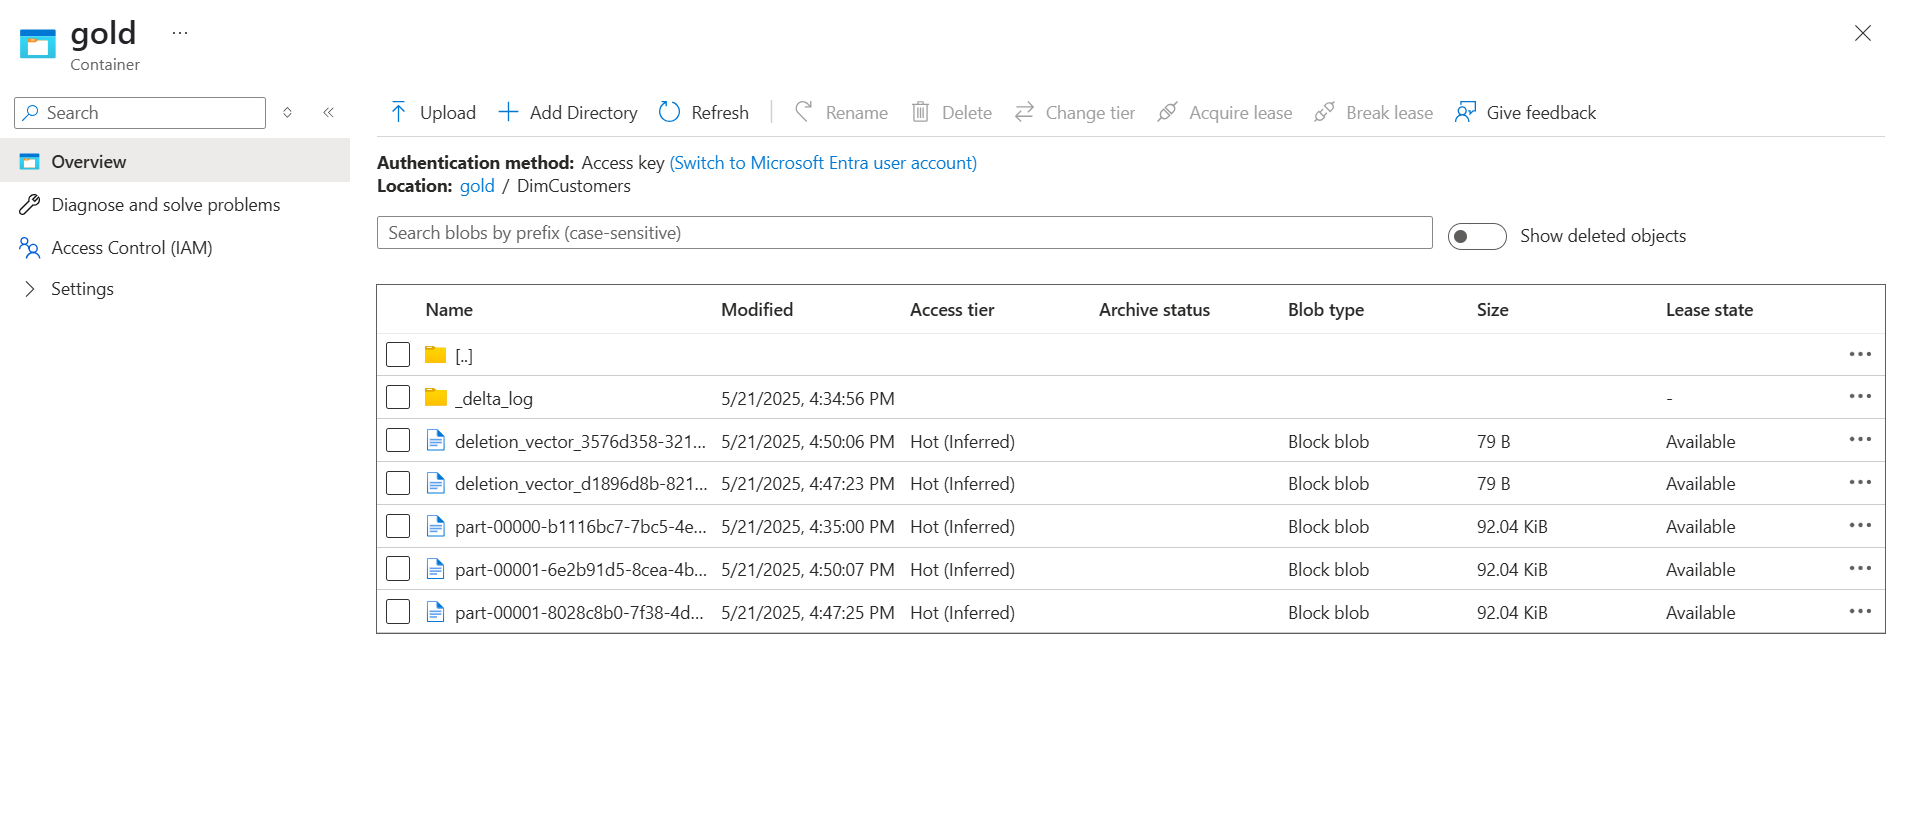 gold ...
Container
Search
Overview
Diagnose and solve problems
Access Control (IAM)
Settings
Upload Add Directory Refresh Rename Delete Change tier Acquire lease Break lease Give feedback
Authentication method: Access key (Switch to Microsoft Entra user account)
Location: gold / DimCustomers
Search blobs by prefix (case-sensitive)
Show deleted objects
Name Modified Access tier Archive status Blob type Size Lease state
[..]
_delta_log 5/21/2025, 4:34:56 PM -
deletion_vector_3576d358-321... 5/21/2025, 4:50:06 PM Hot (Inferred) Block blob 79 B Available
deletion_vector_d1896d8b-821... 5/21/2025, 4:47:23 PM Hot (Inferred) Block blob 79 B Available
part-00000-b1116bc7-7bc5-4e... 5/21/2025, 4:35:00 PM Hot (Inferred) Block blob 92.04 KiB Available
part-00001-6e2b91d5-8cea-4b... 5/21/2025, 4:50:07 PM Hot (Inferred) Block blob 92.04 KiB Available
part-00001-8028c8b0-7f38-4d... 5/21/2025, 4:47:25 PM Hot (Inferred) Block blob 92.04 KiB Available